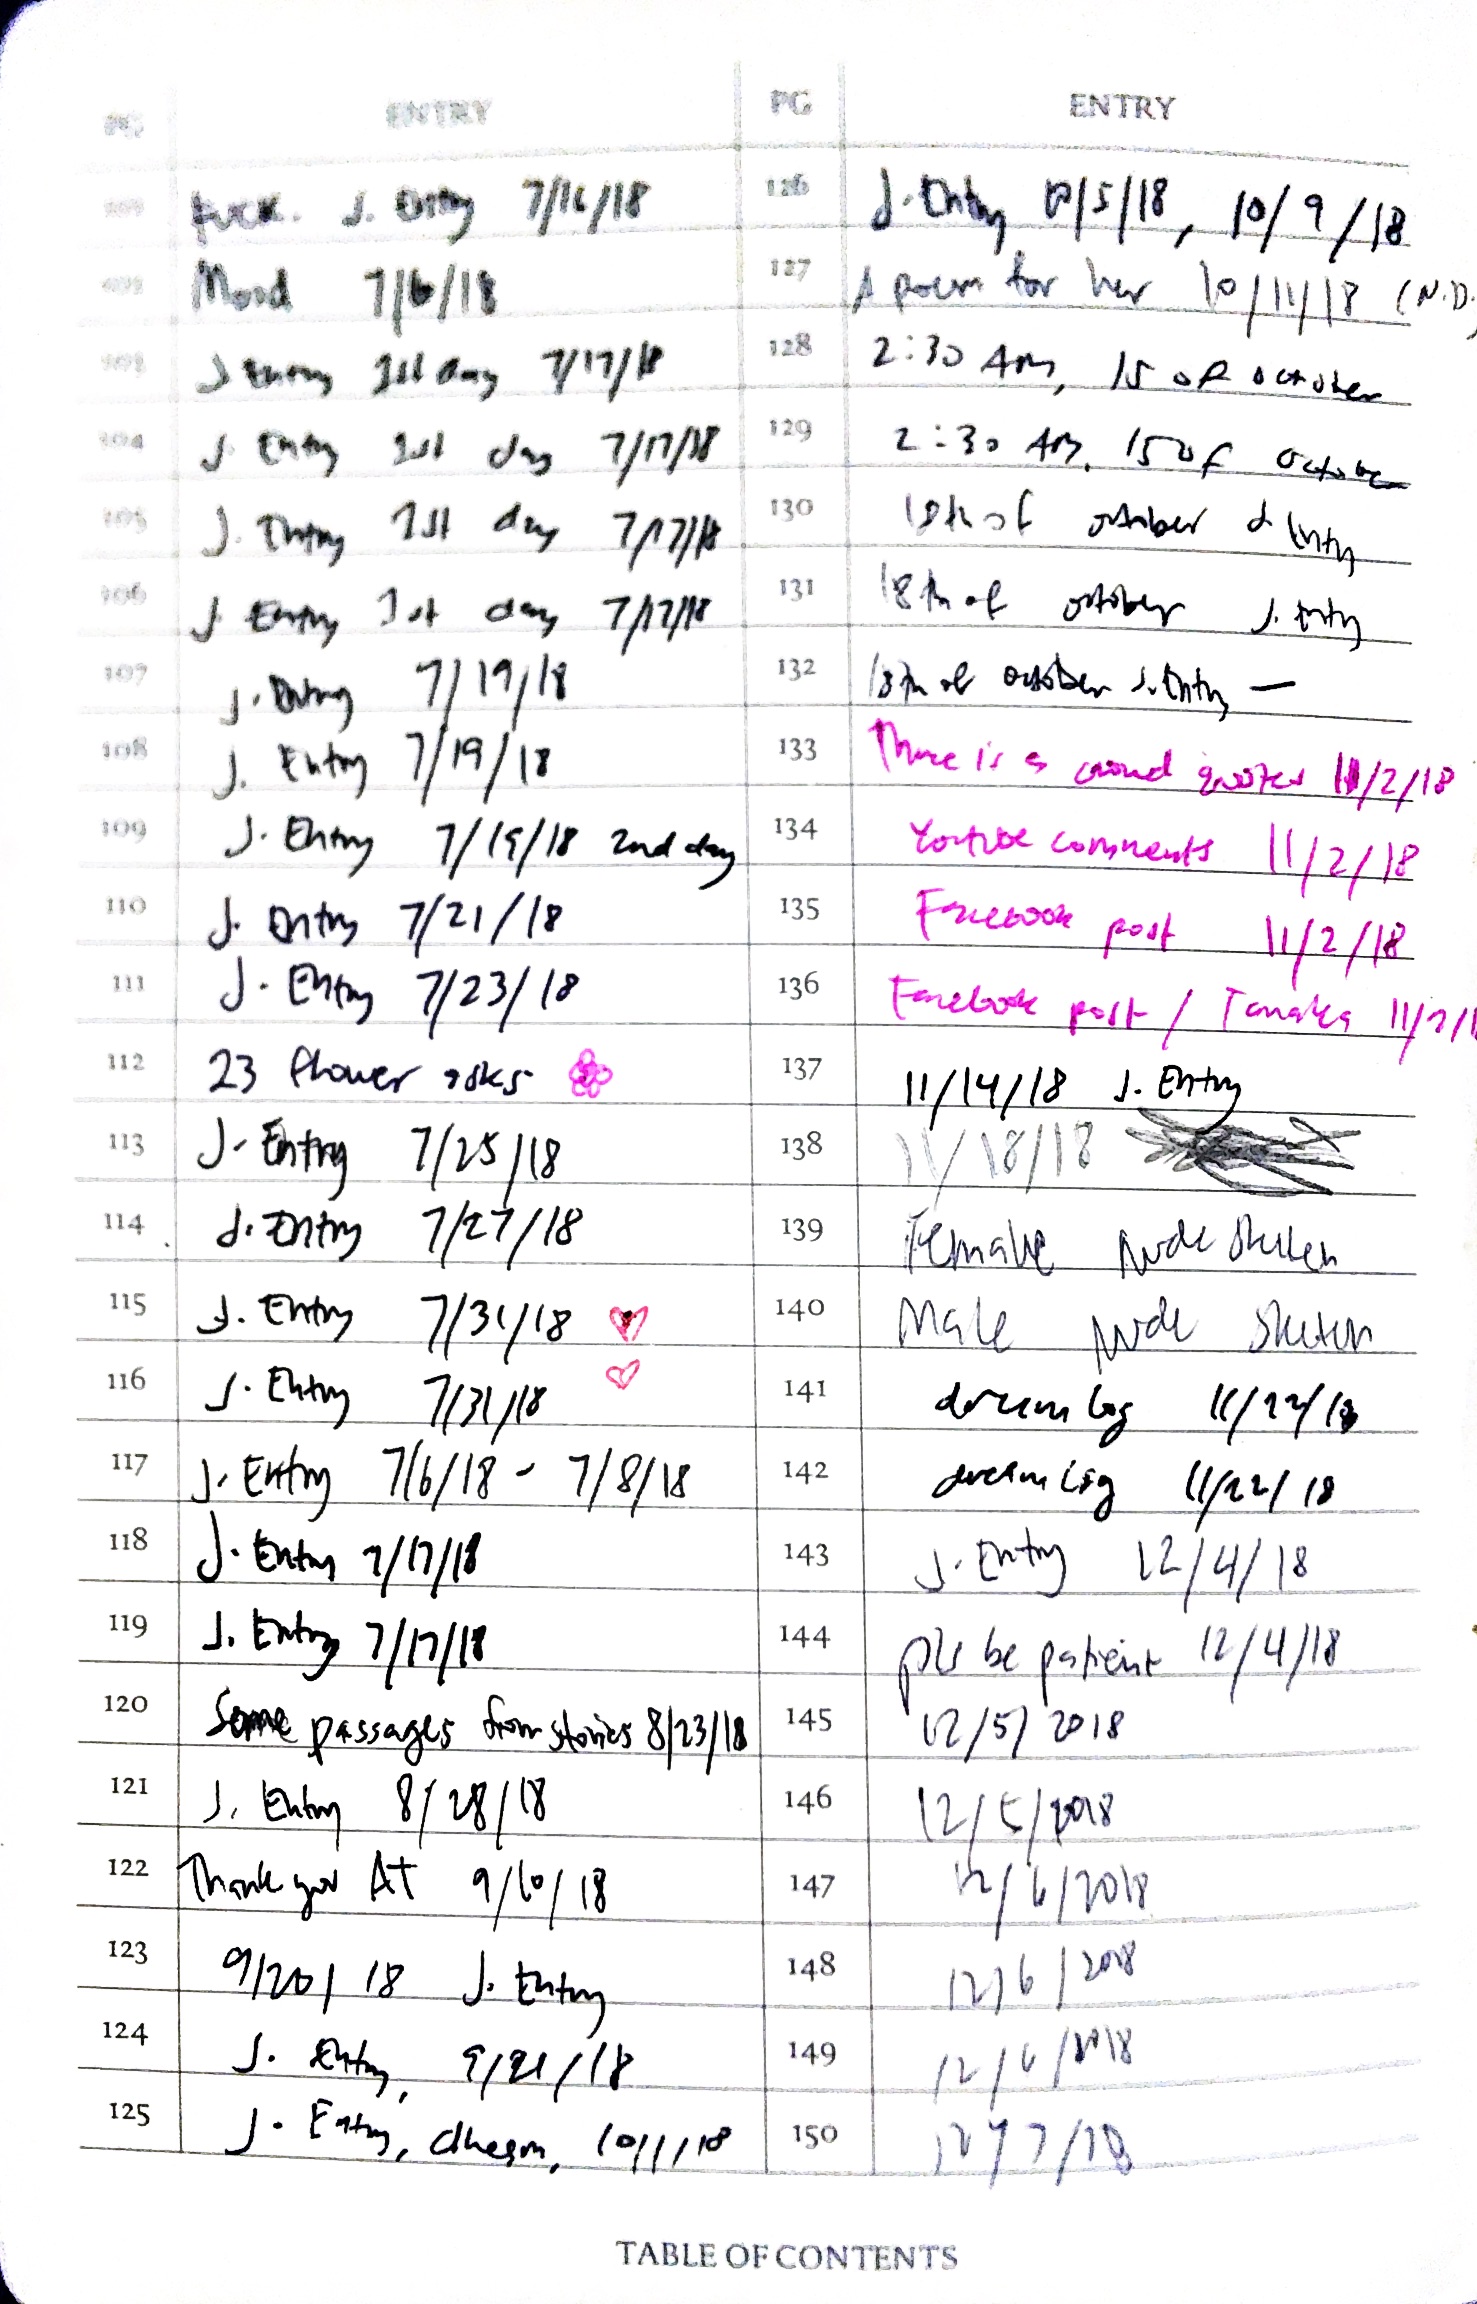 PG ENTRY
FUCK. J. Entry 7/16/18
Mood 7/6/18
J Entry 1st day 7/17/18
104 J. Entry 1st day 7/17/18
105 J. Entry 1st day 7/17/18
106 J. Entry 1st day 7/17/18
107 J. Entry 7/19/18
108 J. Entry 7/19/18
109 J. Entry 7/19/18 2nd day
110 J. Entry 7/21/18
111 J. Entry 7/23/18
112 23 flower asks
113 J. Entry 7/25/18
114 J. Entry 7/27/18
115 J. Entry 7/31/18
116 J. Entry 7/31/18
117 J. Entry 7/6/18 - 7/8/18
118 J. Entry 7/17/18
119 J. Entry 7/17/18
120 Some passages from stories 8/23/18
121 J. Entry 8/28/18
122 Thank you AT 9/10/18
123 9/20/18 J. Entry
124 J. Entry, 9/21/18
125 J. Entry, 10/1/18
PG ENTRY
126 J. Entry 10/5/18, 10/9/18
127 A poem for her 10/11/18 (N.D.
128 2:30 AM, 15 of october
129 2:30 AM, 15 of october
130 18th of october J Entry
131 18th of october J. Entry
132 18th of october J. Entry —
133 There is a crowd quotes 11/2/18
134 Youtube comments 11/2/18
135 Facebook post 11/2/18
136 Facebook post / Tanaka 11/2/1
137 11/14/18 J. Entry
138 11/18/18
139 Female Nude Sketch
140 Male Nude Sketch
141 dream log 11/22/18
142 dream log 11/22/18
143 J. Entry 12/4/18
144 pls be patient 12/4/18
145 12/5/2018
146 12/5/2018
147 12/6/2018
148 12/6/2018
149 12/6/2018
150 12/7/18
TABLE OF CONTENTS